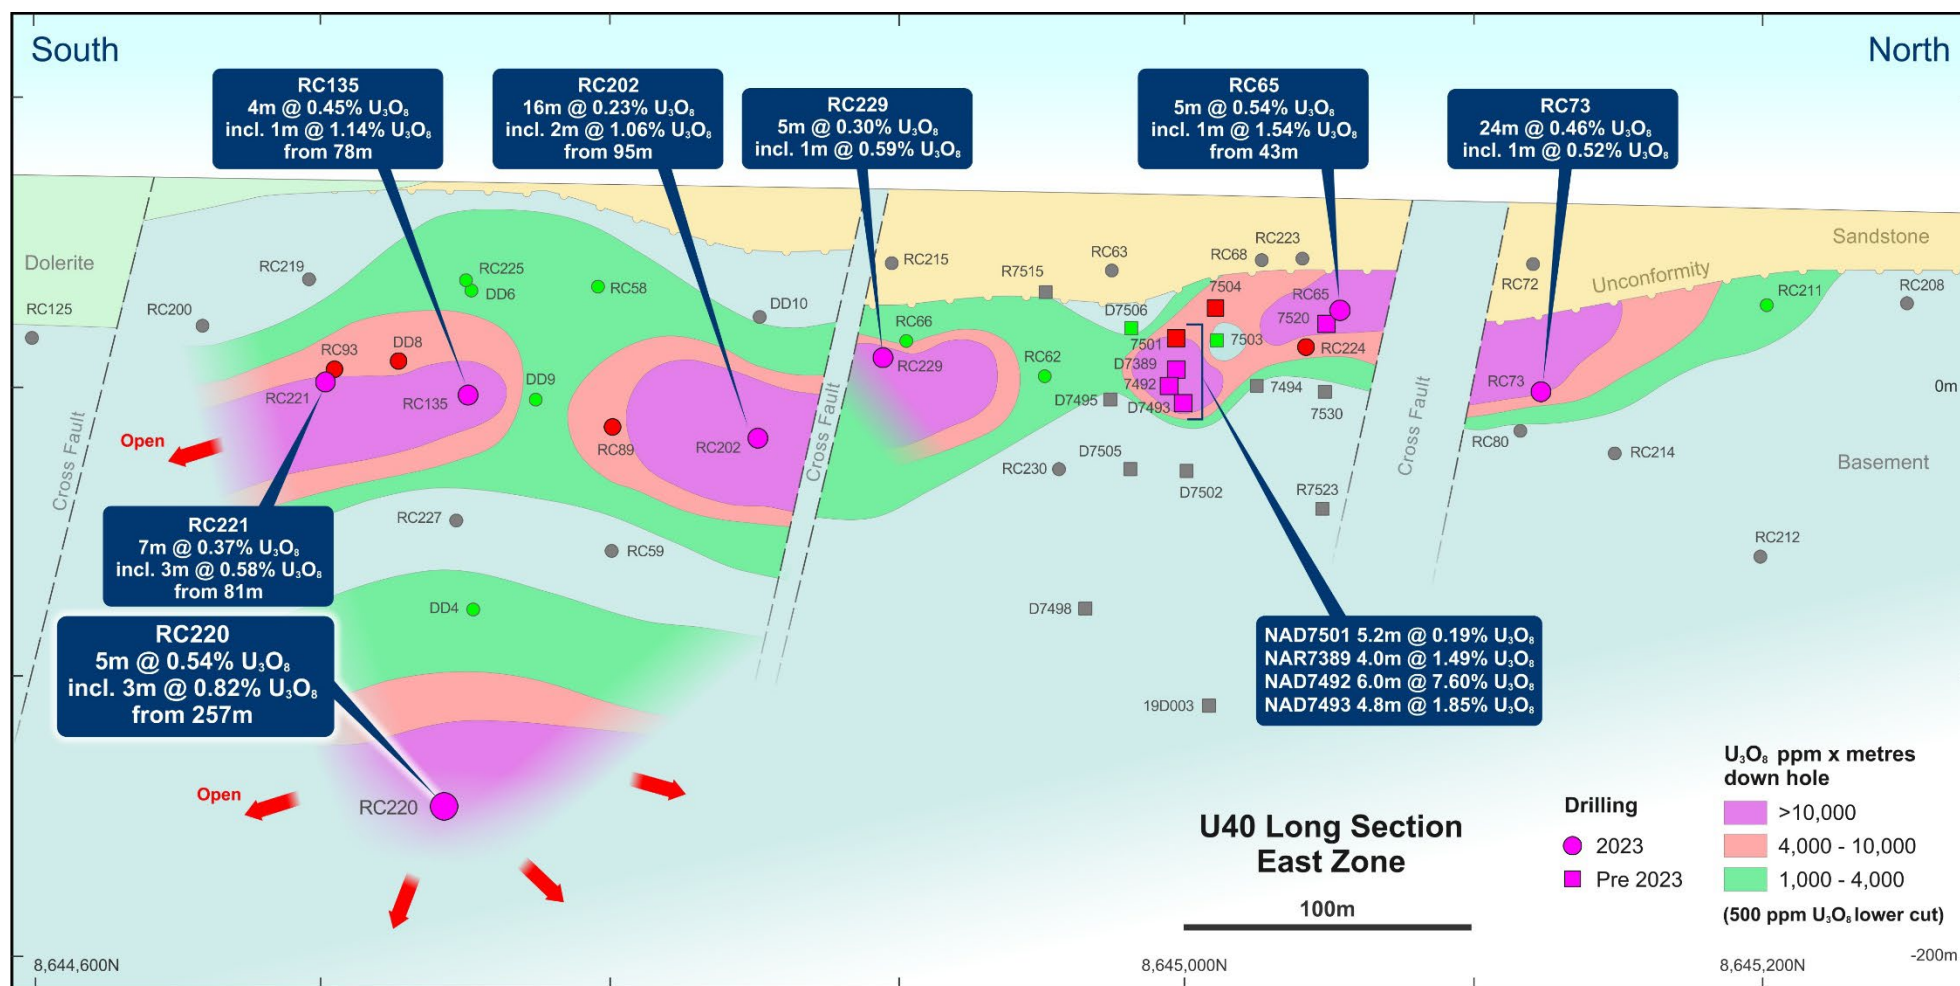 South
North
RC135
4m @ 0.45% U₃O₈
incl. 1m @ 1.14% U₃O₈
from 78m
RC202
16m @ 0.23% U₃O₈
incl. 2m @ 1.06% U₃O₈
from 95m
RC229
5m @ 0.30% U₃O₈
incl. 1m @ 0.59% U₃O₈
RC65
5m @ 0.54% U₃O₈
incl. 1m @ 1.54% U₃O₈
from 43m
RC73
24m @ 0.46% U₃O₈
incl. 1m @ 0.52% U₃O₈
Dolerite
RC125
RC200
RC219
RC225
DD6
RC58
DD10
RC215
R7515
RC63
RC68
RC223
7504
RC65
7520
RC72
Unconformity
Sandstone
RC211
RC208
RC93
DD8
RC221
RC135
DD9
RC89
RC202
RC66
RC229
RC62
D7506
7501
7503
D7389
7492
D7493
D7495
7494
7530
RC224
RC73
RC80
RC214
0m
Basement
Open
Cross Fault
Cross Fault
Cross Fault
RC227
RC59
RC230
D7505
D7502
R7523
RC212
RC221
7m @ 0.37% U₃O₈
incl. 3m @ 0.58% U₃O₈
from 81m
DD4
D7498
19D003
RC220
5m @ 0.54% U₃O₈
incl. 3m @ 0.82% U₃O₈
from 257m
NAD7501 5.2m @ 0.19% U₃O₈
NAR7389 4.0m @ 1.49% U₃O₈
NAD7492 6.0m @ 7.60% U₃O₈
NAD7493 4.8m @ 1.85% U₃O₈
Open
RC220
U40 Long Section
East Zone
100m
Drilling
2023
Pre 2023
U₃O₈ ppm x metres
down hole
>10,000
4,000 - 10,000
1,000 - 4,000
(500 ppm U₃O₈ lower cut)
8,644,600N
8,645,000N
8,645,200N
-200m